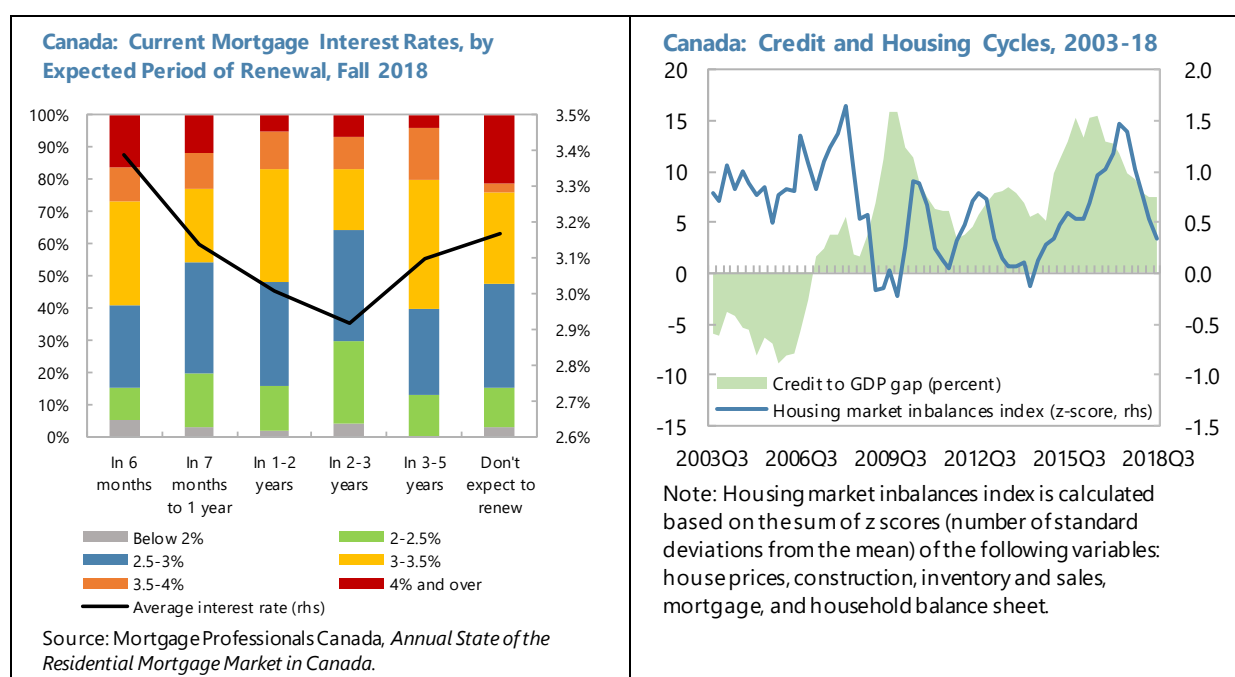 Canada: Current Mortgage Interest Rates, by
Expected Period of Renewal, Fall 2018
100%
90%
80%
70%
60%
50%
40%
30%
20%
10%
0%
3.5%
3.4%
3.3%
3.2%
3.1%
3.0%
2.9%
2.8%
2.7%
2.6%
In 6
months
In 7
months
to 1 year
In 1-2
years
In 2-3
years
In 3-5
years
Don't
expect to
renew
Below 2%
2-2.5%
2.5-3%
3-3.5%
3.5-4%
4% and over
Average interest rate (rhs)
Source: Mortgage Professionals Canada, Annual State of the
Residential Mortgage Market in Canada.
Canada: Credit and Housing Cycles, 2003-18
20
15
10
5
0
-5
-10
-15
2.0
1.5
1.0
0.5
0.0
-0.5
-1.0
-1.5
Credit to GDP gap (percent)
Housing market inbalances index (z-score, rhs)
2003Q3 2006Q3 2009Q3 2012Q3 2015Q3 2018Q3
Note: Housing market inbalances index is calculated
based on the sum of z scores (number of standard
deviations from the mean) of the following variables:
house prices, construction, inventory and sales,
mortgage, and household balance sheet.